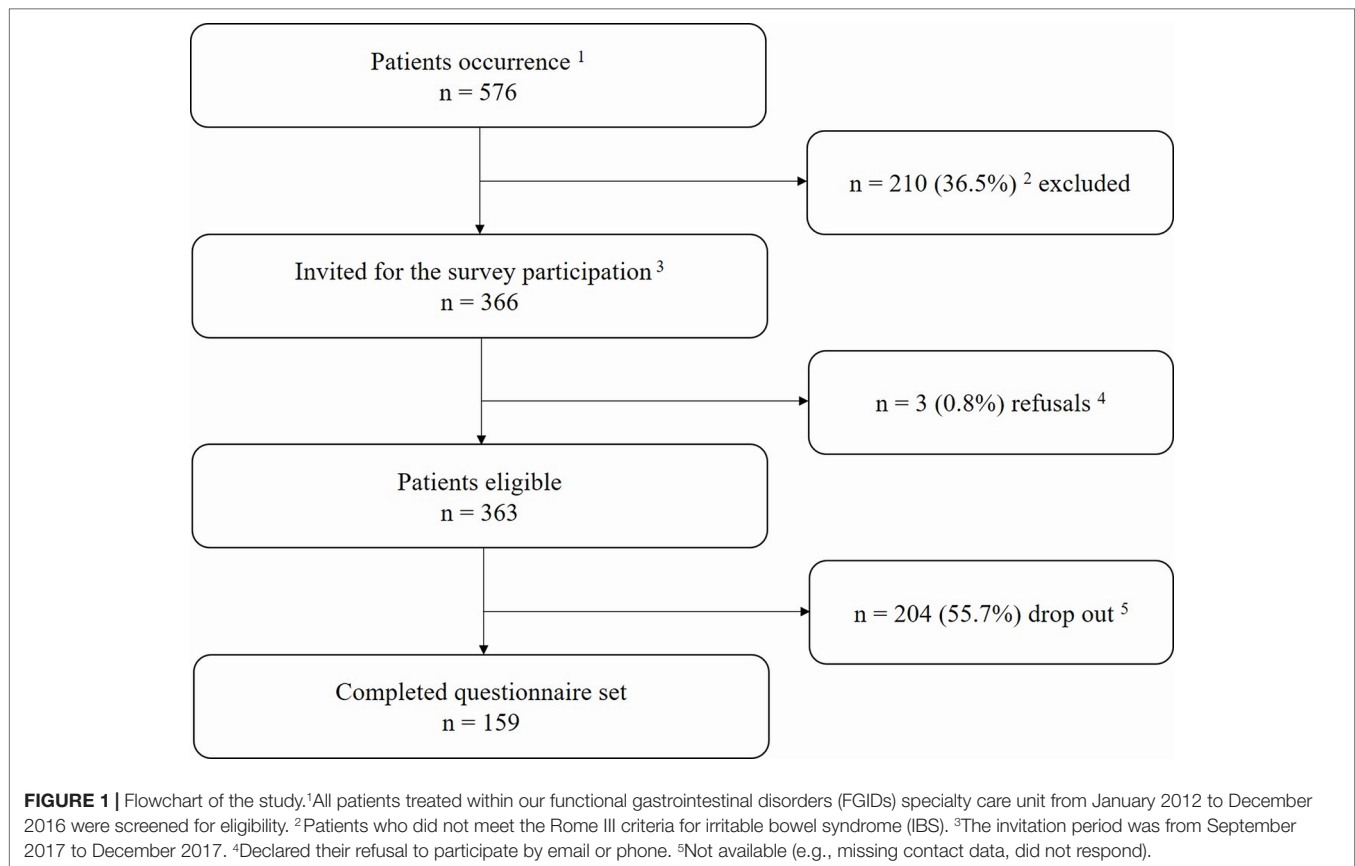 Patients occurrence 1
n = 576
n = 210 (36.5%) 2 excluded
Invited for the survey participation 3
n = 366
n = 3 (0.8%) refusals 4
Patients eligible
n = 363
n = 204 (55.7%) drop out 5
Completed questionnaire set
n = 159
FIGURE 1 | Flowchart of the study.1All patients treated within our functional gastrointestinal disorders (FGIDs) specialty care unit from January 2012 to December
2016 were screened for eligibility. 2Patients who did not meet the Rome III criteria for irritable bowel syndrome (IBS). 3The invitation period was from September
2017 to December 2017. 4Declared their refusal to participate by email or phone. 5Not available (e.g., missing contact data, did not respond).